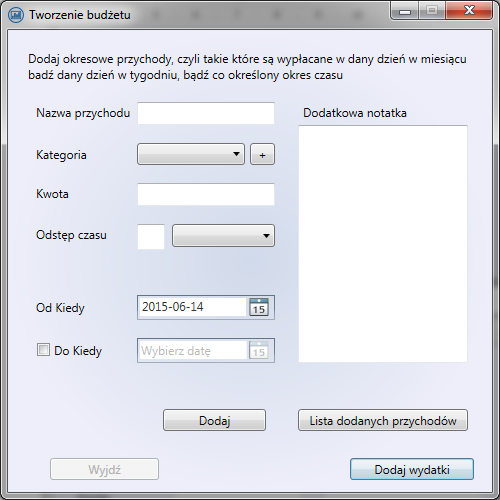 Tworzenie budżetu
Dodaj okresowe przychody, czyli takie które są wypłacane w dany dzień w miesiącu
badź dany dzień w tygodniu, bądź co określony okres czasu
Nazwa przychodu
Dodatkowa notatka
Kategoria
+
Kwota
Odstęp czasu
Od Kiedy
2015-06-14
15
Do Kiedy
Wybierz datę
15
Dodaj
Lista dodanych przychodów
Wyjdź
Dodaj wydatki